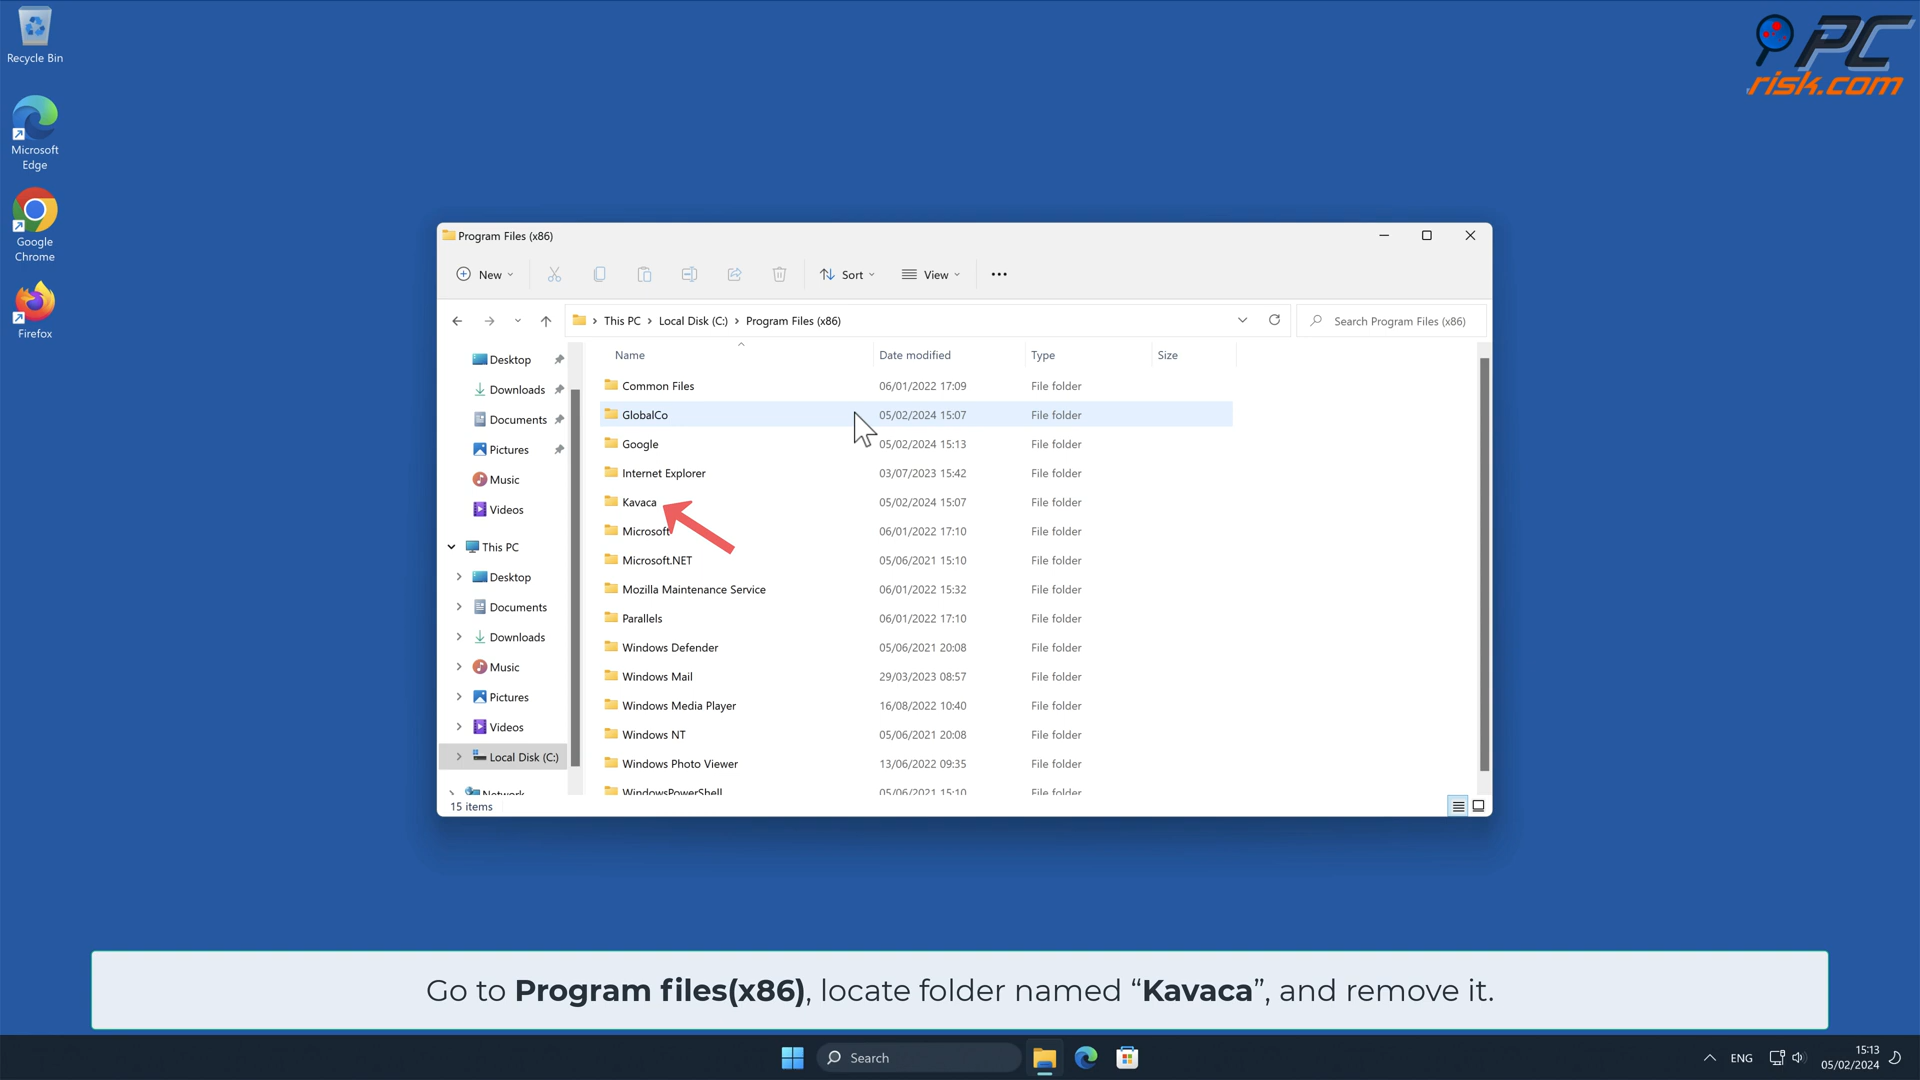 Recycle Bin
Microsoft
Edge
Google
Chrome
Firefox
PC
risk.com
Program Files (x86)
New
Sort
View
This PC
Local Disk (C:)
Program Files (x86)
Search Program Files (x86)
Desktop
Downloads
Documents
Pictures
Music
Videos
This PC
Desktop
Documents
Downloads
Music
Pictures
Videos
Local Disk (C:)
Network
Name Date modified Type Size
Common Files 06/01/2022 17:09 File folder
GlobalCo 05/02/2024 15:07 File folder
Google 05/02/2024 15:13 File folder
Internet Explorer 03/07/2023 15:42 File folder
Kavaca 05/02/2024 15:07 File folder
Microsoft 06/01/2022 17:10 File folder
Microsoft.NET 05/06/2021 15:10 File folder
Mozilla Maintenance Service 06/01/2022 15:32 File folder
Parallels 06/01/2022 17:10 File folder
Windows Defender 05/06/2021 20:08 File folder
Windows Mail 29/03/2023 08:57 File folder
Windows Media Player 16/08/2022 10:40 File folder
Windows NT 05/06/2021 20:08 File folder
Windows Photo Viewer 13/06/2022 09:35 File folder
WindowsPowerShell 05/06/2021 15:10 File folder
15 items
Go to Program files(x86), locate folder named “Kavaca”, and remove it.
Search
ENG
15:13
05/02/2024